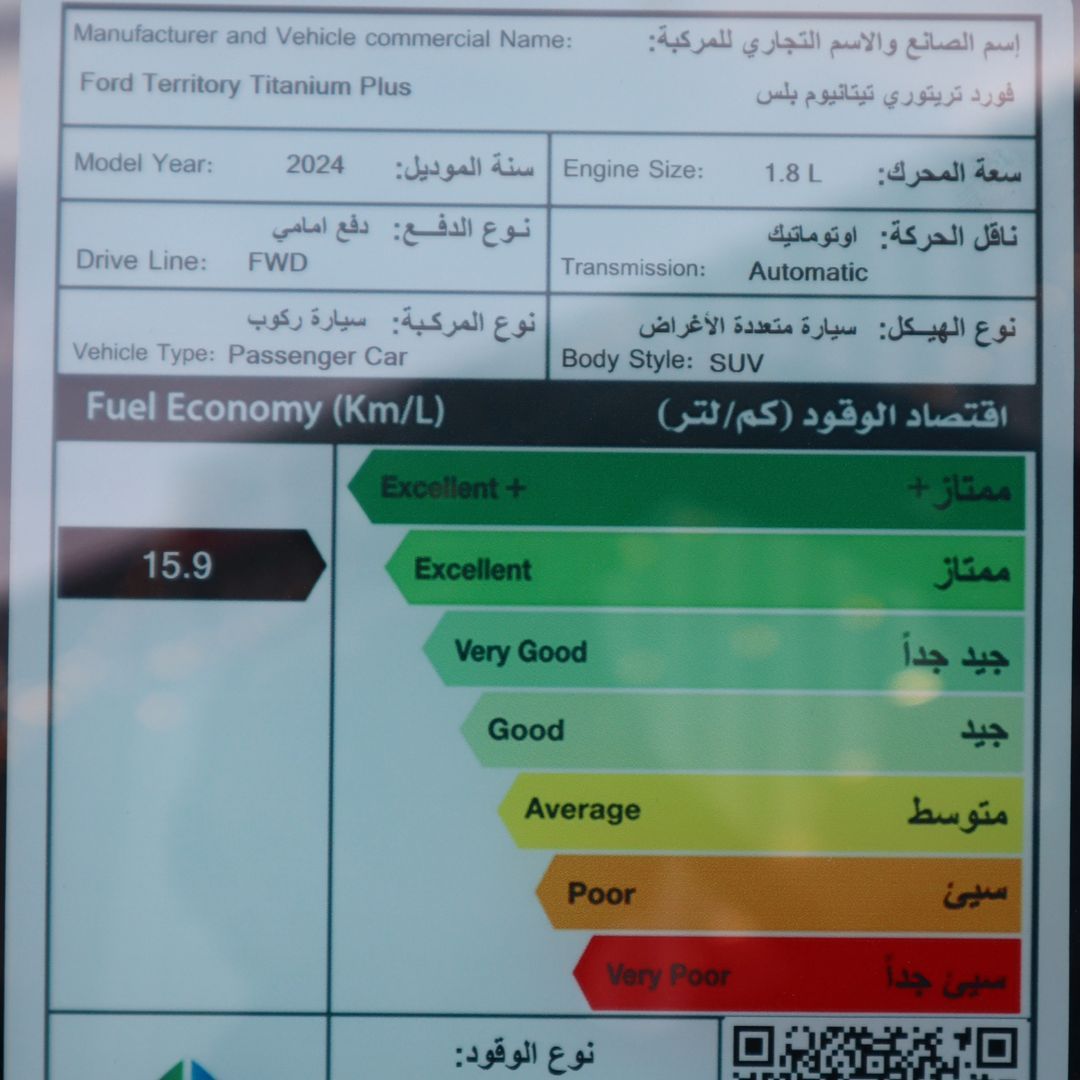 Manufacturer and Vehicle commercial Name:
إسم الصانع والاسم التجاري للمركبة:
Ford Territory Titanium Plus
فورد تريتوري تيتانيوم بلس
Model Year: 2024 سنة الموديل:
Engine Size: 1.8 L سعة المحرك:
نوع الدفع: دفع امامي
Drive Line: FWD
ناقل الحركة: اوتوماتيك
Transmission: Automatic
نوع المركبة: سيارة ركوب
Vehicle Type: Passenger Car
نوع الهيكل: سيارة متعددة الأغراض
Body Style: SUV
Fuel Economy (Km/L)
اقتصاد الوقود (كم/لتر)
Excellent + ممتاز+
15.9
Excellent ممتاز
Very Good جيد جداً
Good جيد
Average متوسط
Poor سيئ
Very Poor سيئ جداً
نوع الوقود: